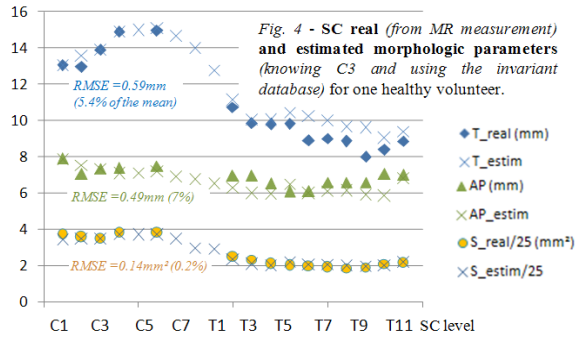 16
14
12
10
8
6
4
2
0
Fig. 4 - SC real (from MR measurement)
and estimated morphologic parameters
(knowing C3 and using the invariant
database) for one healthy volunteer.
RMSE =0.59mm
(5.4% of the mean)
RMSE =0.49mm (7%)
RMSE =0.14mm² (0.2%)
T_real (mm)
T_estim
AP (mm)
AP_estim
S_real/25 (mm²)
S_estim/25
C1 C3 C5 C7 T1 T3 T5 T7 T9 T11 SC level